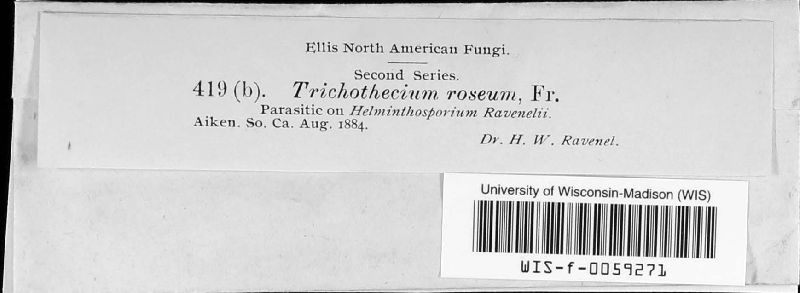 Ellis North American Fungi.
Second Series.
419 (b). Trichothecium roseum, Fr.
Parasitic on Helminthosporium Ravenelii.
Aiken. So. Ca. Aug. 1884.
Dr. H. W. Ravenel.
University of Wisconsin-Madison (WIS)
WIS-f-0059271